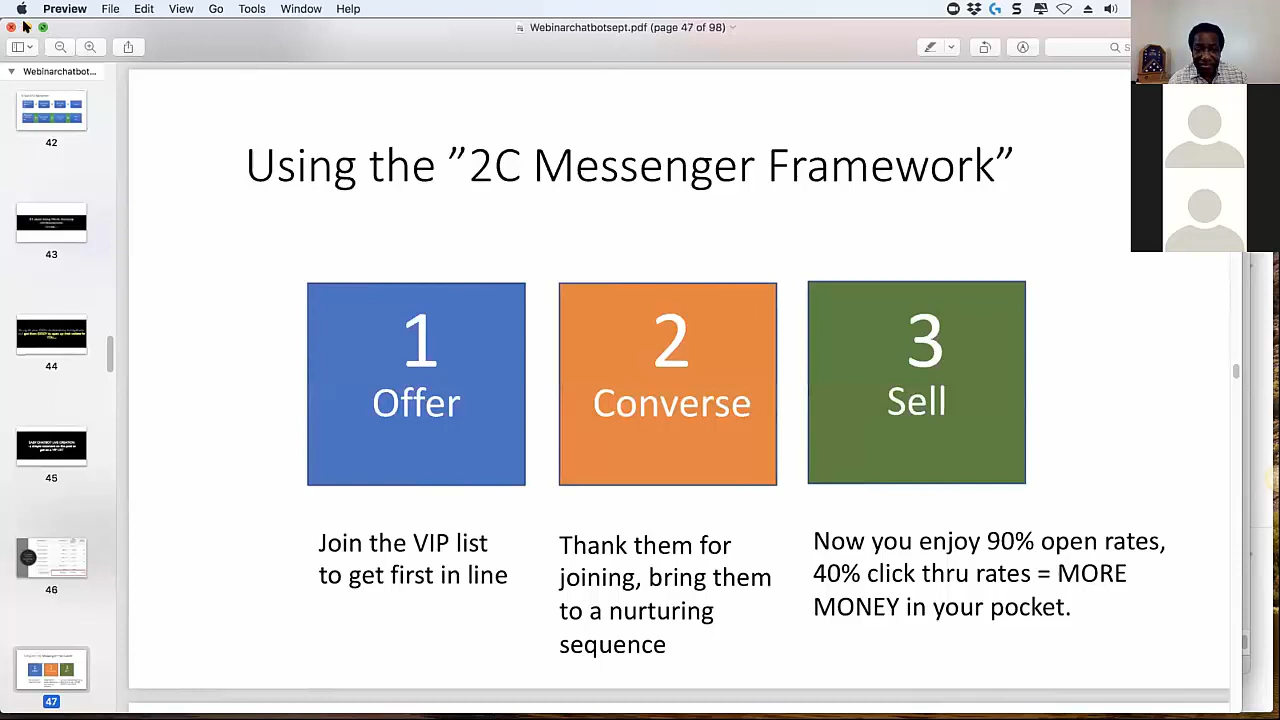 Preview File Edit View Go Tools Window Help
Webinarchatbotsept.pdf (page 47 of 98)
Webinarchatbot...
42
43
44
45
46
47
Using the ”2C Messenger Framework”
1
Offer
2
Converse
3
Sell
Join the VIP list
to get first in line
Thank them for
joining, bring them
to a nurturing
sequence
Now you enjoy 90% open rates,
40% click thru rates = MORE
MONEY in your pocket.